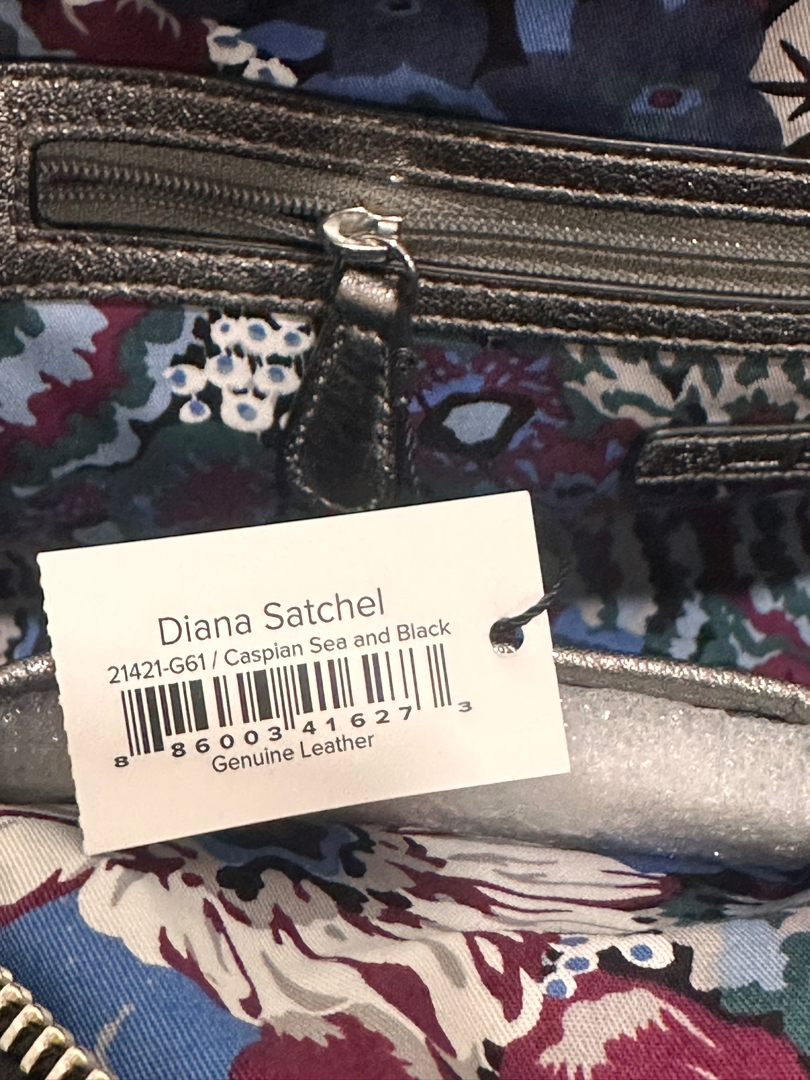 Diana Satchel
21421-G61 / Caspian Sea and Black
8 86003 41627 3
Genuine Leather